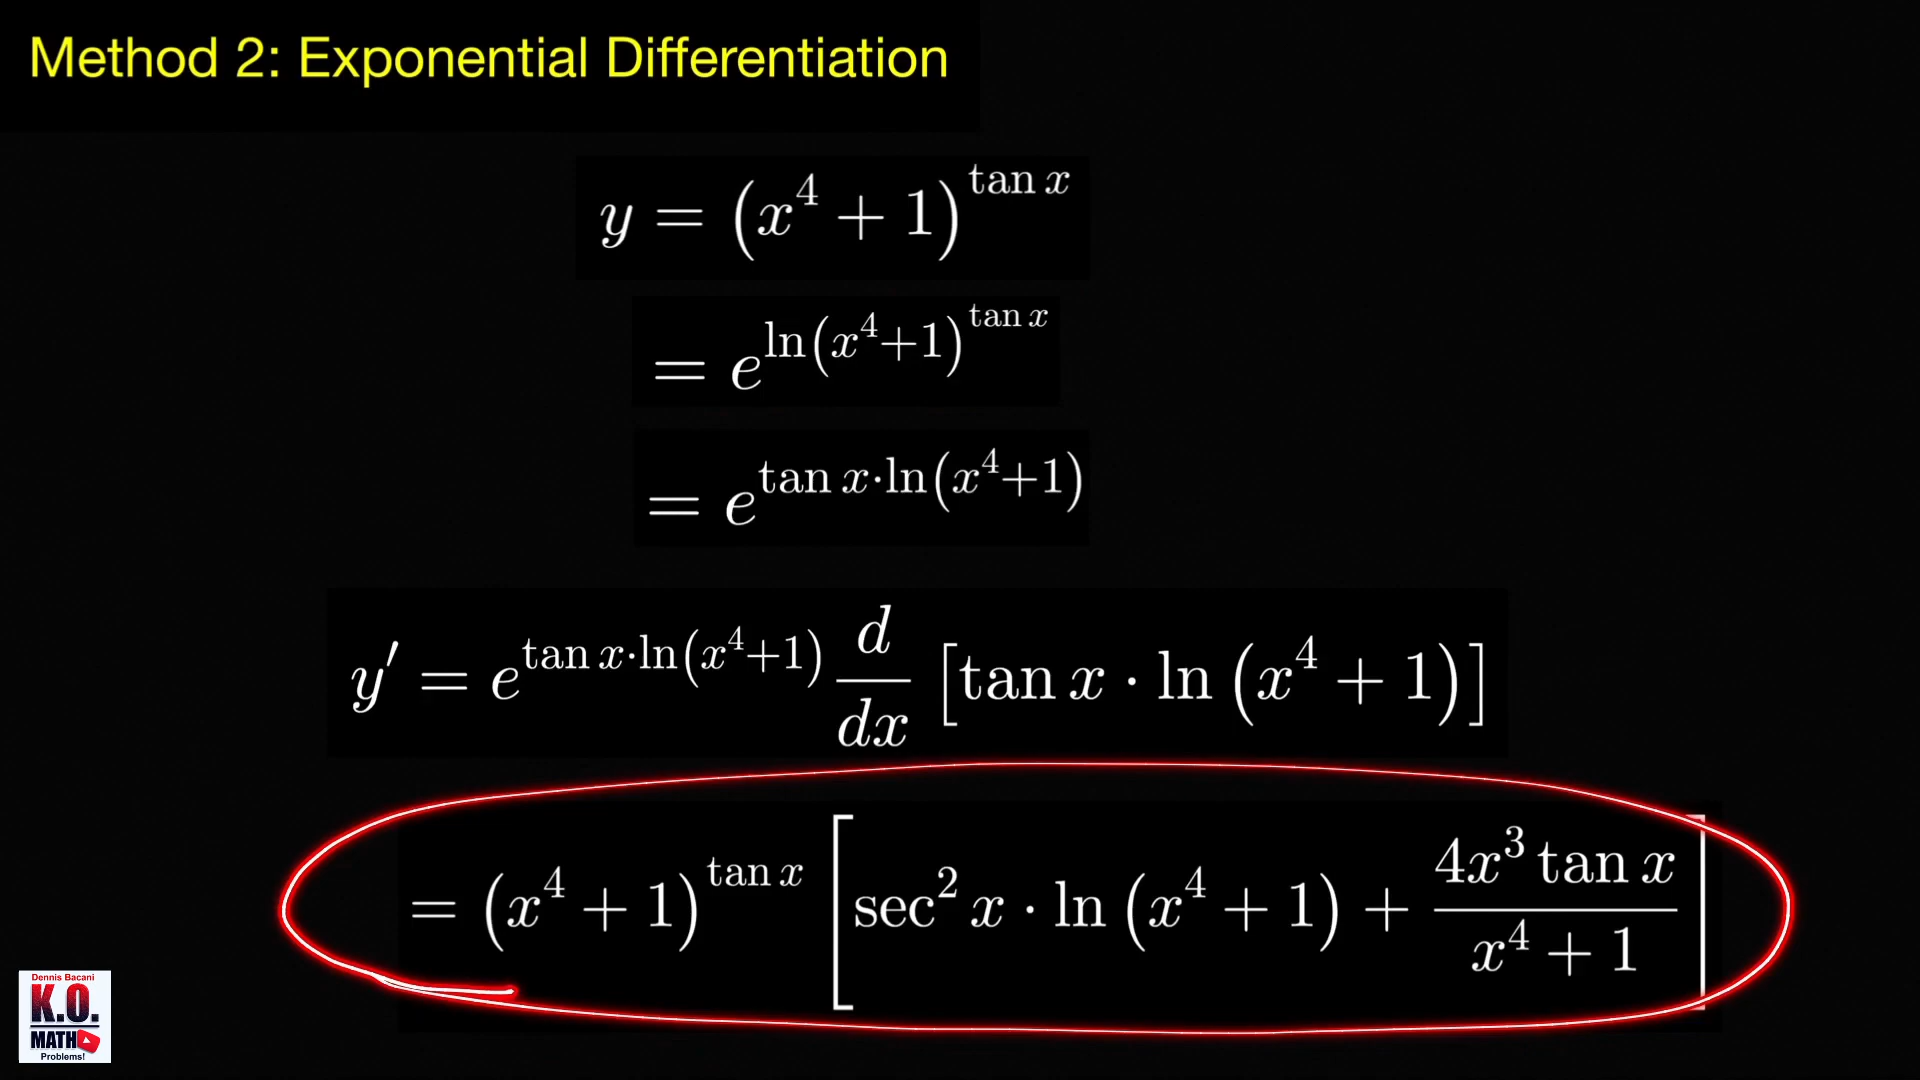 Method 2: Exponential Differentiation
y = (x⁴ + 1)^{tan x}
= e^{ln(x⁴+1)^{tan x}}
= e^{tan x·ln(x⁴+1)}
y′ = e^{tan x·ln(x⁴+1)} d/dx [tan x · ln (x⁴ + 1)]
= (x⁴ + 1)^{tan x} [sec² x · ln (x⁴ + 1) + (4x³ tan x)/(x⁴ + 1)]
Dennis Bacani
K.O.
MATH
Problems!